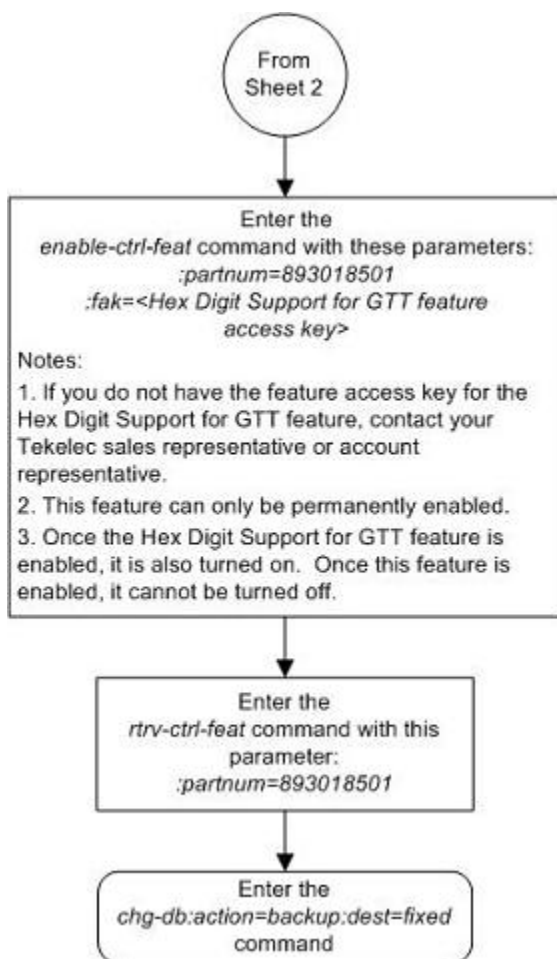 From
Sheet 2
Enter the
enable-ctrl-feat command with these parameters:
:partnum=893018501
:fak=<Hex Digit Support for GTT feature
access key>
Notes:
1. If you do not have the feature access key for the
Hex Digit Support for GTT feature, contact your
Tekelec sales representative or account
representative.
2. This feature can only be permanently enabled.
3. Once the Hex Digit Support for GTT feature is
enabled, it is also turned on. Once this feature is
enabled, it cannot be turned off.
Enter the
rtrv-ctrl-feat command with this
parameter:
:partnum=893018501
Enter the
chg-db:action=backup:dest=fixed
command